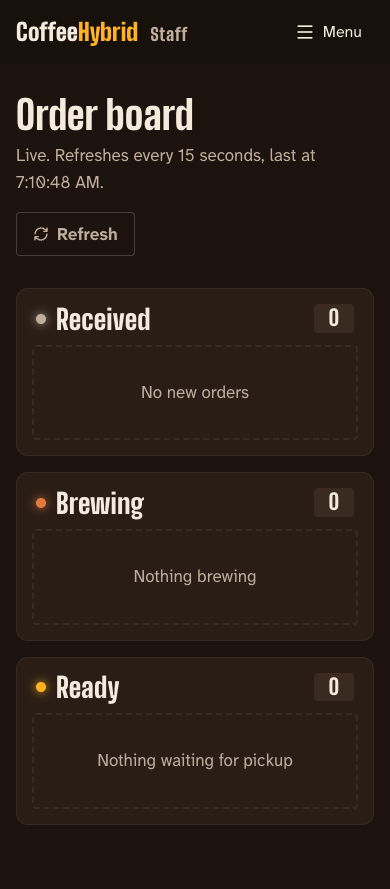 CoffeeHybrid Staff
Menu
Order board
Live. Refreshes every 15 seconds, last at
7:10:48 AM.
Refresh
Received 0
No new orders
Brewing 0
Nothing brewing
Ready 0
Nothing waiting for pickup